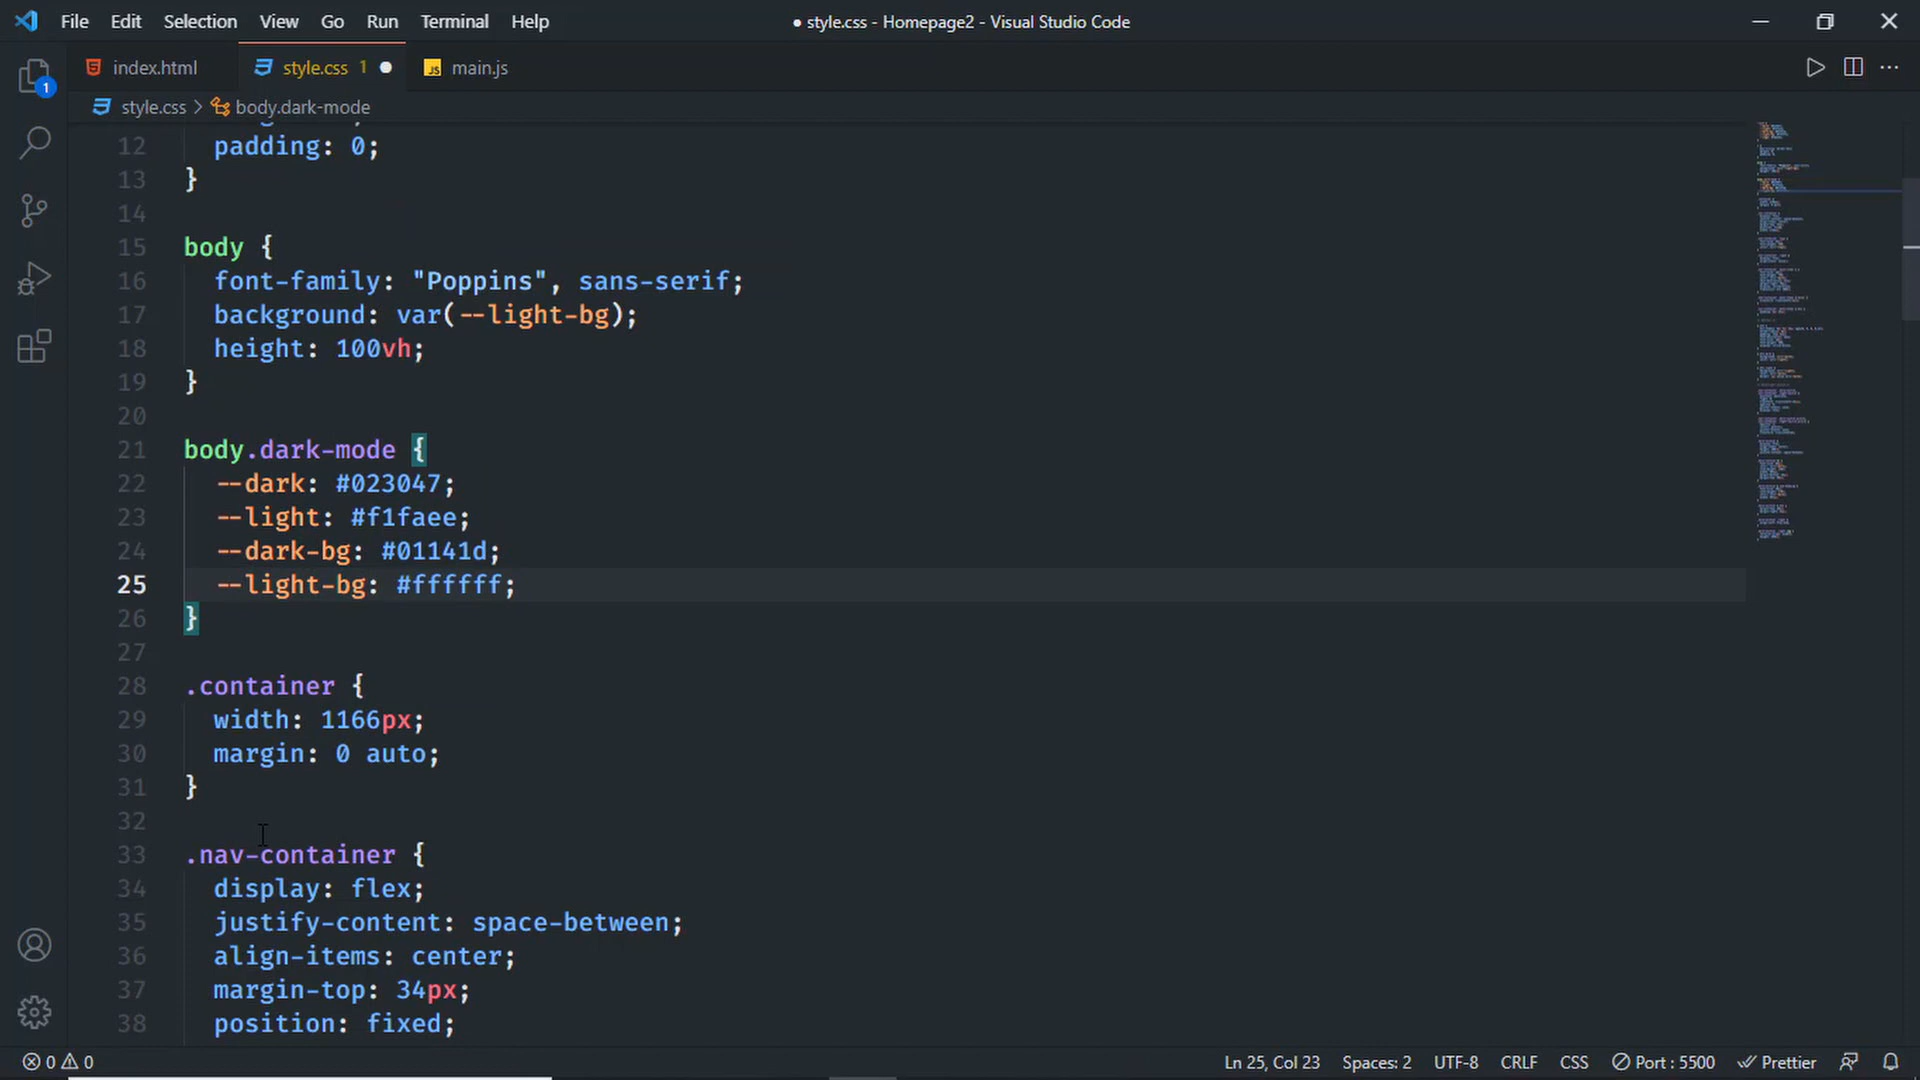 File Edit Selection View Go Run Terminal Help
● style.css - Homepage2 - Visual Studio Code
index.html style.css 1 JS main.js
style.css > body.dark-mode
1
12 padding: 0;
13 }
14
15 body {
16 font-family: "Poppins", sans-serif;
17 background: var(--light-bg);
18 height: 100vh;
19 }
20
21 body.dark-mode {
22 --dark: #023047;
23 --light: #f1faee;
24 --dark-bg: #01141d;
25 --light-bg: #ffffff;
26 }
27
28 .container {
29 width: 1166px;
30 margin: 0 auto;
31 }
32
33 .nav-container {
34 display: flex;
35 justify-content: space-between;
36 align-items: center;
37 margin-top: 34px;
38 position: fixed;
0 0 Ln 25, Col 23 Spaces: 2 UTF-8 CRLF CSS Port : 5500 Prettier